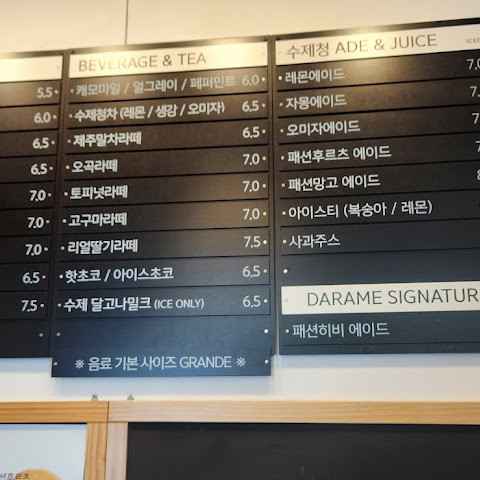 5.5
6.0
6.5
6.5
7.0
7.0
7.0
6.5
7.5
BEVERAGE & TEA
캐모마일 / 얼그레이 / 페퍼민트 6.0
수제청차 (레몬 / 생강 / 오미자) 6.5
제주말차라떼 6.5
오곡라떼 7.0
토피넛라떼 7.0
고구마라떼 7.0
리얼딸기라떼 7.5
핫초코 / 아이스초코 6.5
수제 달고나밀크 (ICE ONLY) 6.5
※ 음료 기본 사이즈 GRANDE ※
수제청 ADE & JUICE
레몬에이드
자몽에이드
오미자에이드
패션후르츠 에이드
패션망고 에이드
아이스티 (복숭아 / 레몬)
사과주스
DARAME SIGNATUR
패션히비 에이드